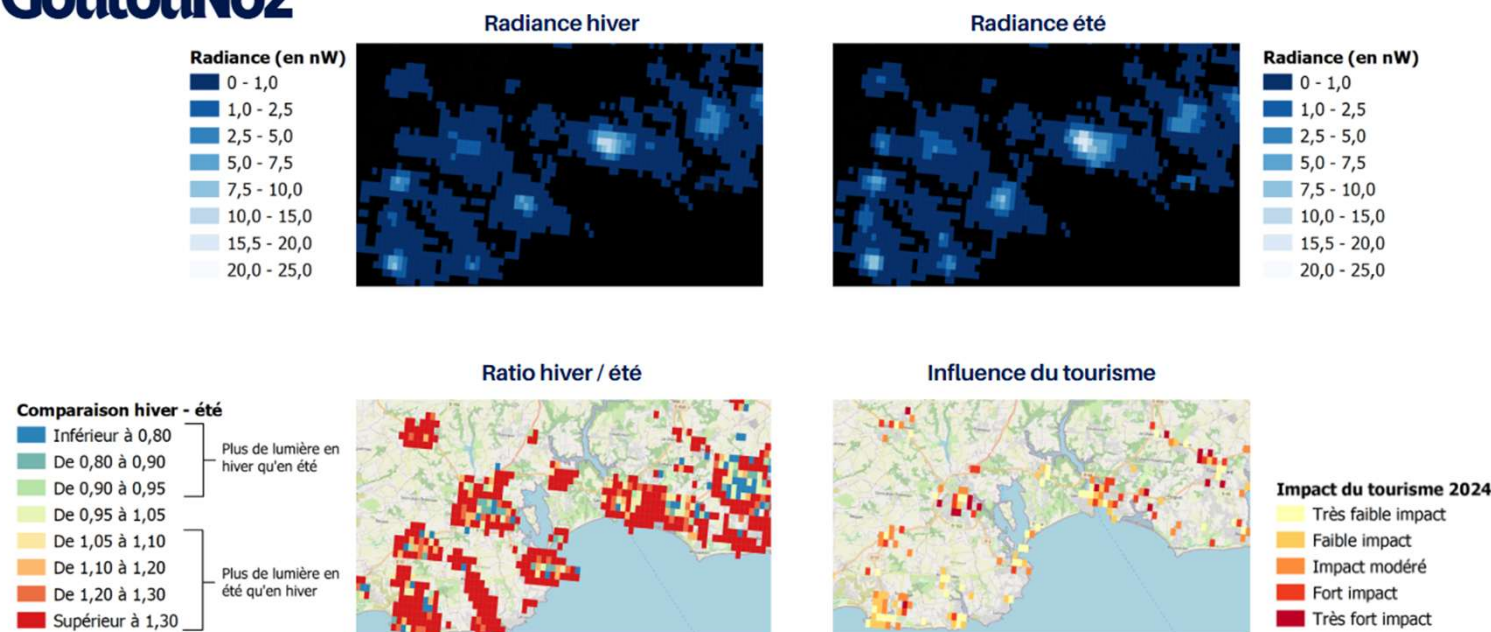 GoutouNoz
Radiance hiver
Radiance été
Radiance (en nW)
0 - 1,0
1,0 - 2,5
2,5 - 5,0
5,0 - 7,5
7,5 - 10,0
10,0 - 15,0
15,5 - 20,0
20,0 - 25,0
Radiance (en nW)
0 - 1,0
1,0 - 2,5
2,5 - 5,0
5,0 - 7,5
7,5 - 10,0
10,0 - 15,0
15,5 - 20,0
20,0 - 25,0
Ratio hiver / été
Influence du tourisme
Comparaison hiver - été
Inférieur à 0,80
De 0,80 à 0,90
De 0,90 à 0,95
De 0,95 à 1,05
De 1,05 à 1,10
De 1,10 à 1,20
De 1,20 à 1,30
Supérieur à 1,30
Plus de lumière en
hiver qu'en été
Plus de lumière en
été qu'en hiver
Impact du tourisme 2024
Très faible impact
Faible impact
Impact modéré
Fort impact
Très fort impact